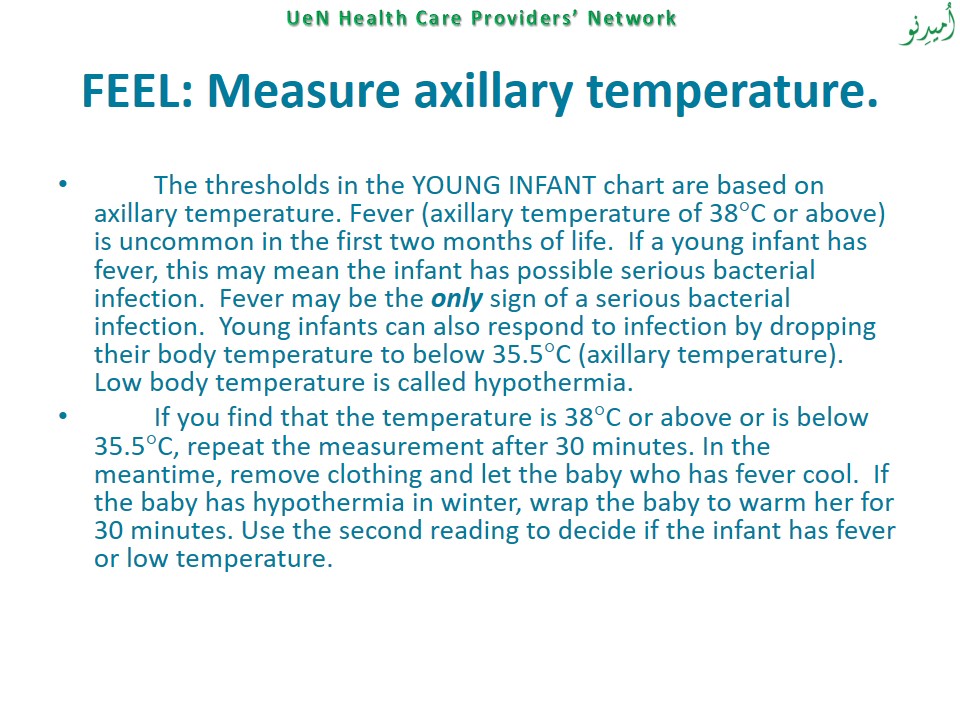 UeN Health Care Providers’ Network
اُمیدِنو
FEEL: Measure axillary temperature.
• The thresholds in the YOUNG INFANT chart are based on
axillary temperature. Fever (axillary temperature of 38°C or above)
is uncommon in the first two months of life.  If a young infant has
fever, this may mean the infant has possible serious bacterial
infection.  Fever may be the only sign of a serious bacterial
infection.  Young infants can also respond to infection by dropping
their body temperature to below 35.5°C (axillary temperature).
Low body temperature is called hypothermia.
• If you find that the temperature is 38°C or above or is below
35.5°C, repeat the measurement after 30 minutes. In the
meantime, remove clothing and let the baby who has fever cool.  If
the baby has hypothermia in winter, wrap the baby to warm her for
30 minutes. Use the second reading to decide if the infant has fever
or low temperature.